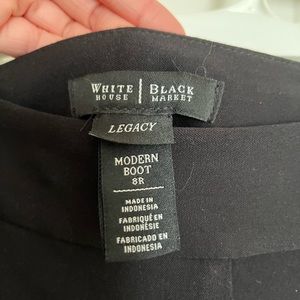 WHITE | BLACK
HOUSE | MARKET
LEGACY
MODERN
BOOT
8R
MADE IN
INDONESIA
FABRIQUÉ EN
INDONÉSIE
FABRICADO EN
INDONESIA